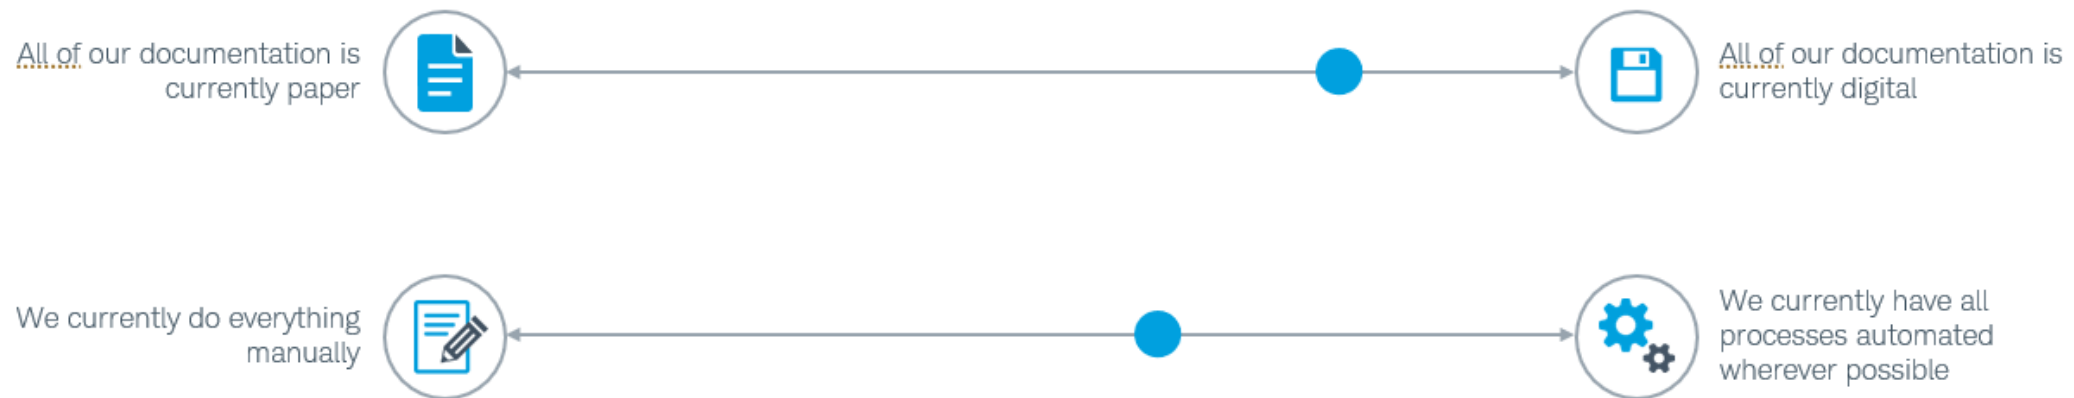 All of our documentation is
currently paper
All of our documentation is
currently digital
We currently do everything
manually
We currently have all
processes automated
wherever possible